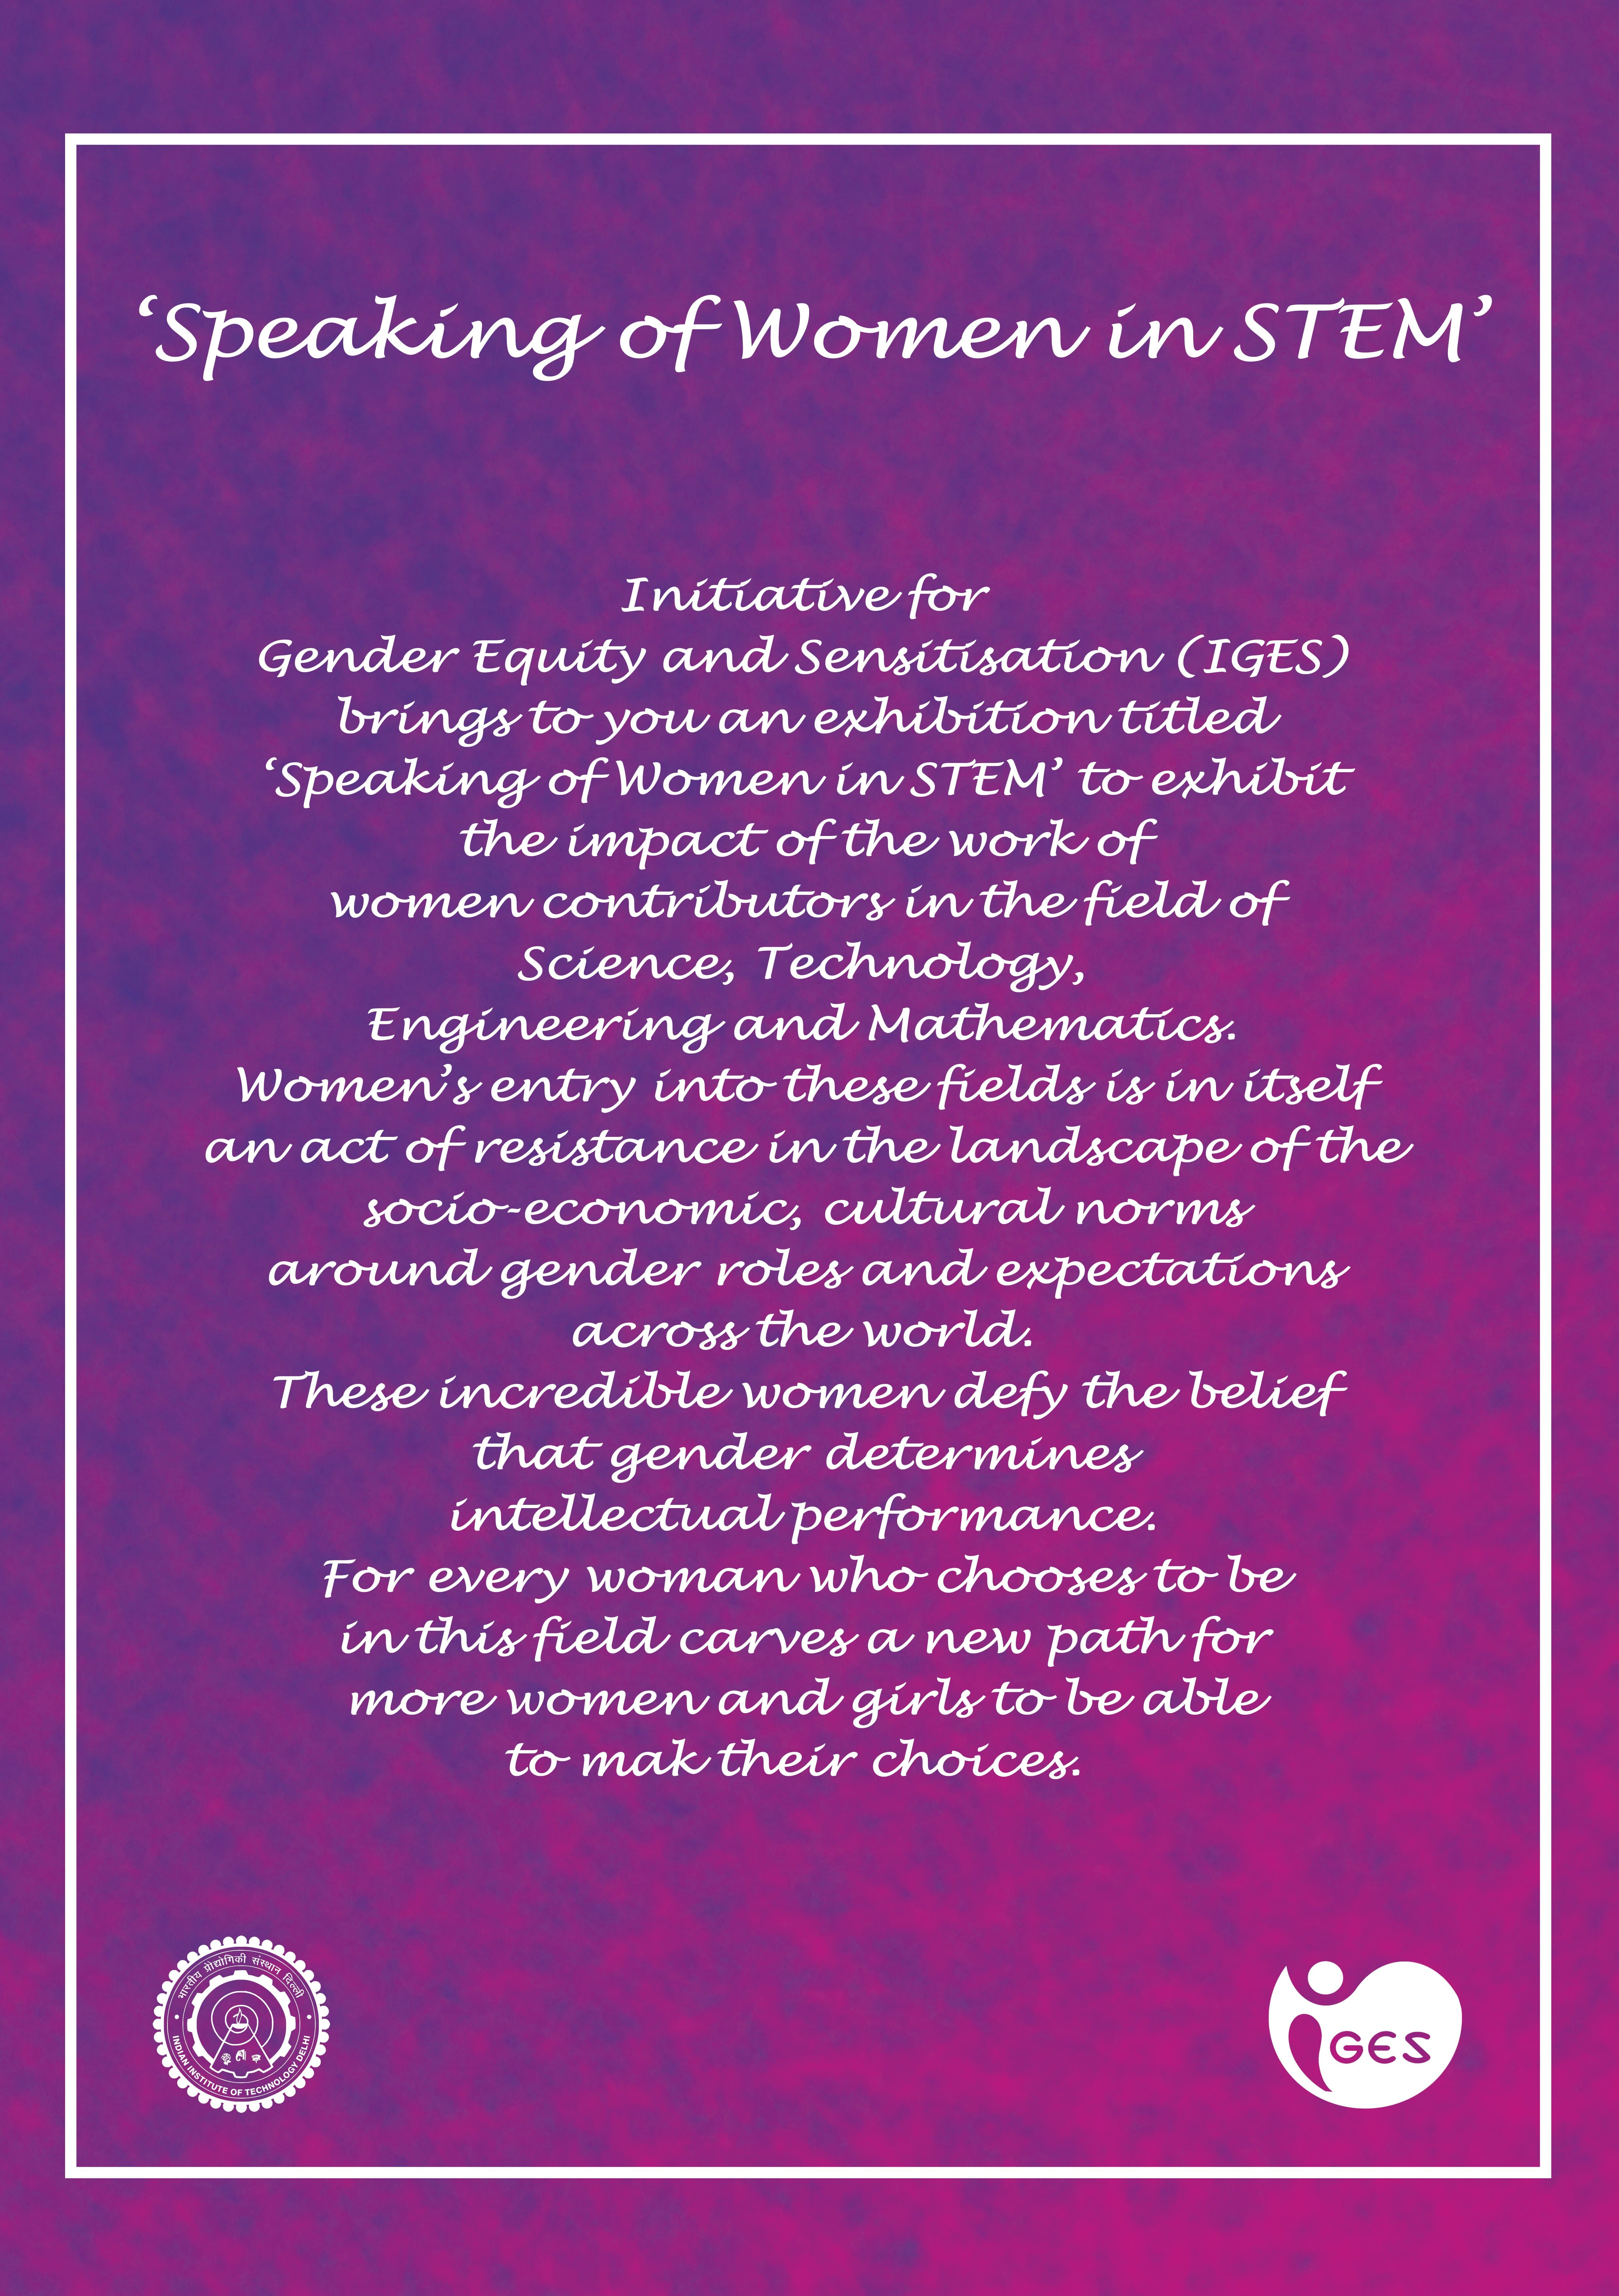 ‘Speaking of Women in STEM’
Initiative for
Gender Equity and Sensitisation (IGES)
brings to you an exhibition titled
‘Speaking of Women in STEM’ to exhibit
the impact of the work of
women contributors in the field of
Science, Technology,
Engineering and Mathematics.
Women’s entry into these fields is in itself
an act of resistance in the landscape of the
socio-economic, cultural norms
around gender roles and expectations
across the world.
These incredible women defy the belief
that gender determines
intellectual performance.
For every woman who chooses to be
in this field carves a new path for
more women and girls to be able
to mak their choices.
भारतीय प्रौद्योगिकी संस्थान दिल्ली
INDIAN INSTITUTE OF TECHNOLOGY DELHI
iGES